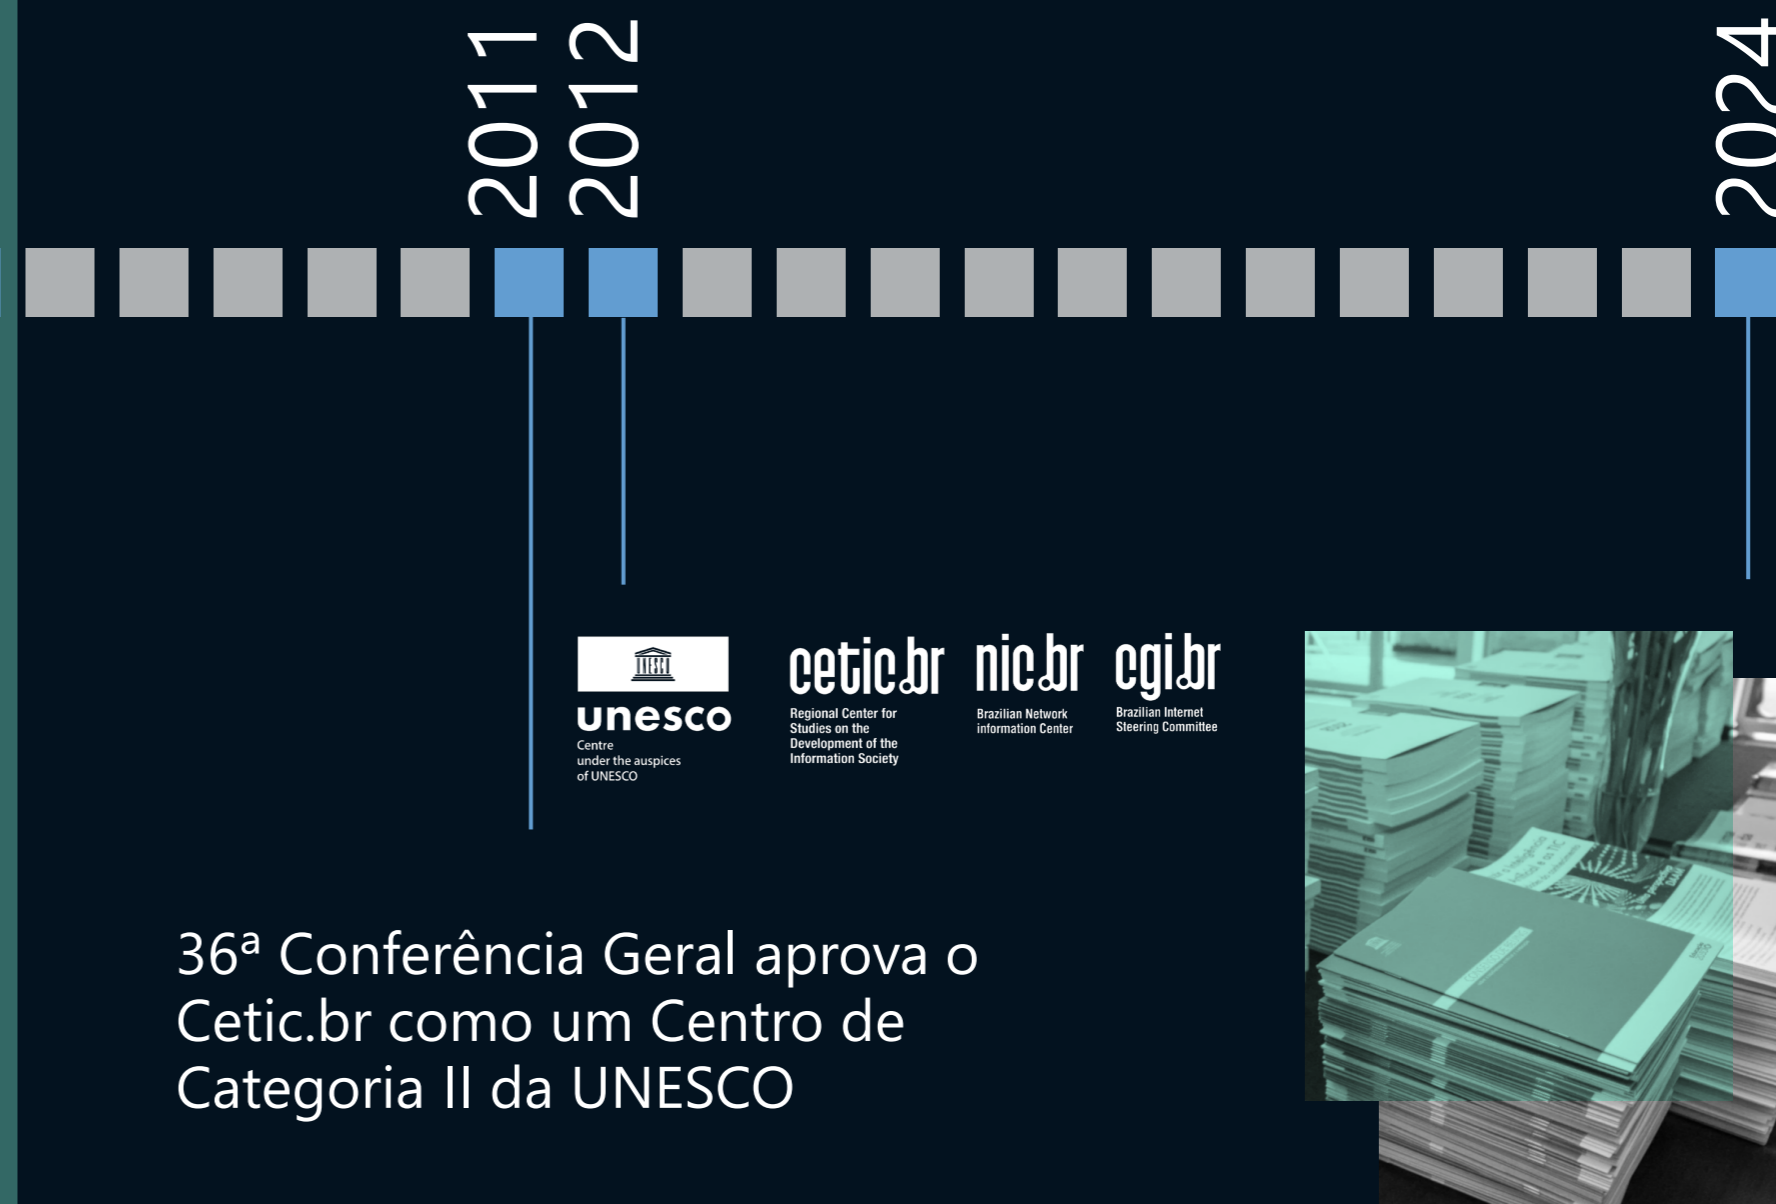 2011
2012
2024
UNESCO
unesco
Centre
under the auspices
of UNESCO
cetic.br
Regional Center for
Studies on the
Development of the
Information Society
nic.br
Brazilian Network
Information Center
cgi.br
Brazilian Internet
Steering Committee
36ª Conferência Geral aprova o
Cetic.br como um Centro de
Categoria II da UNESCO